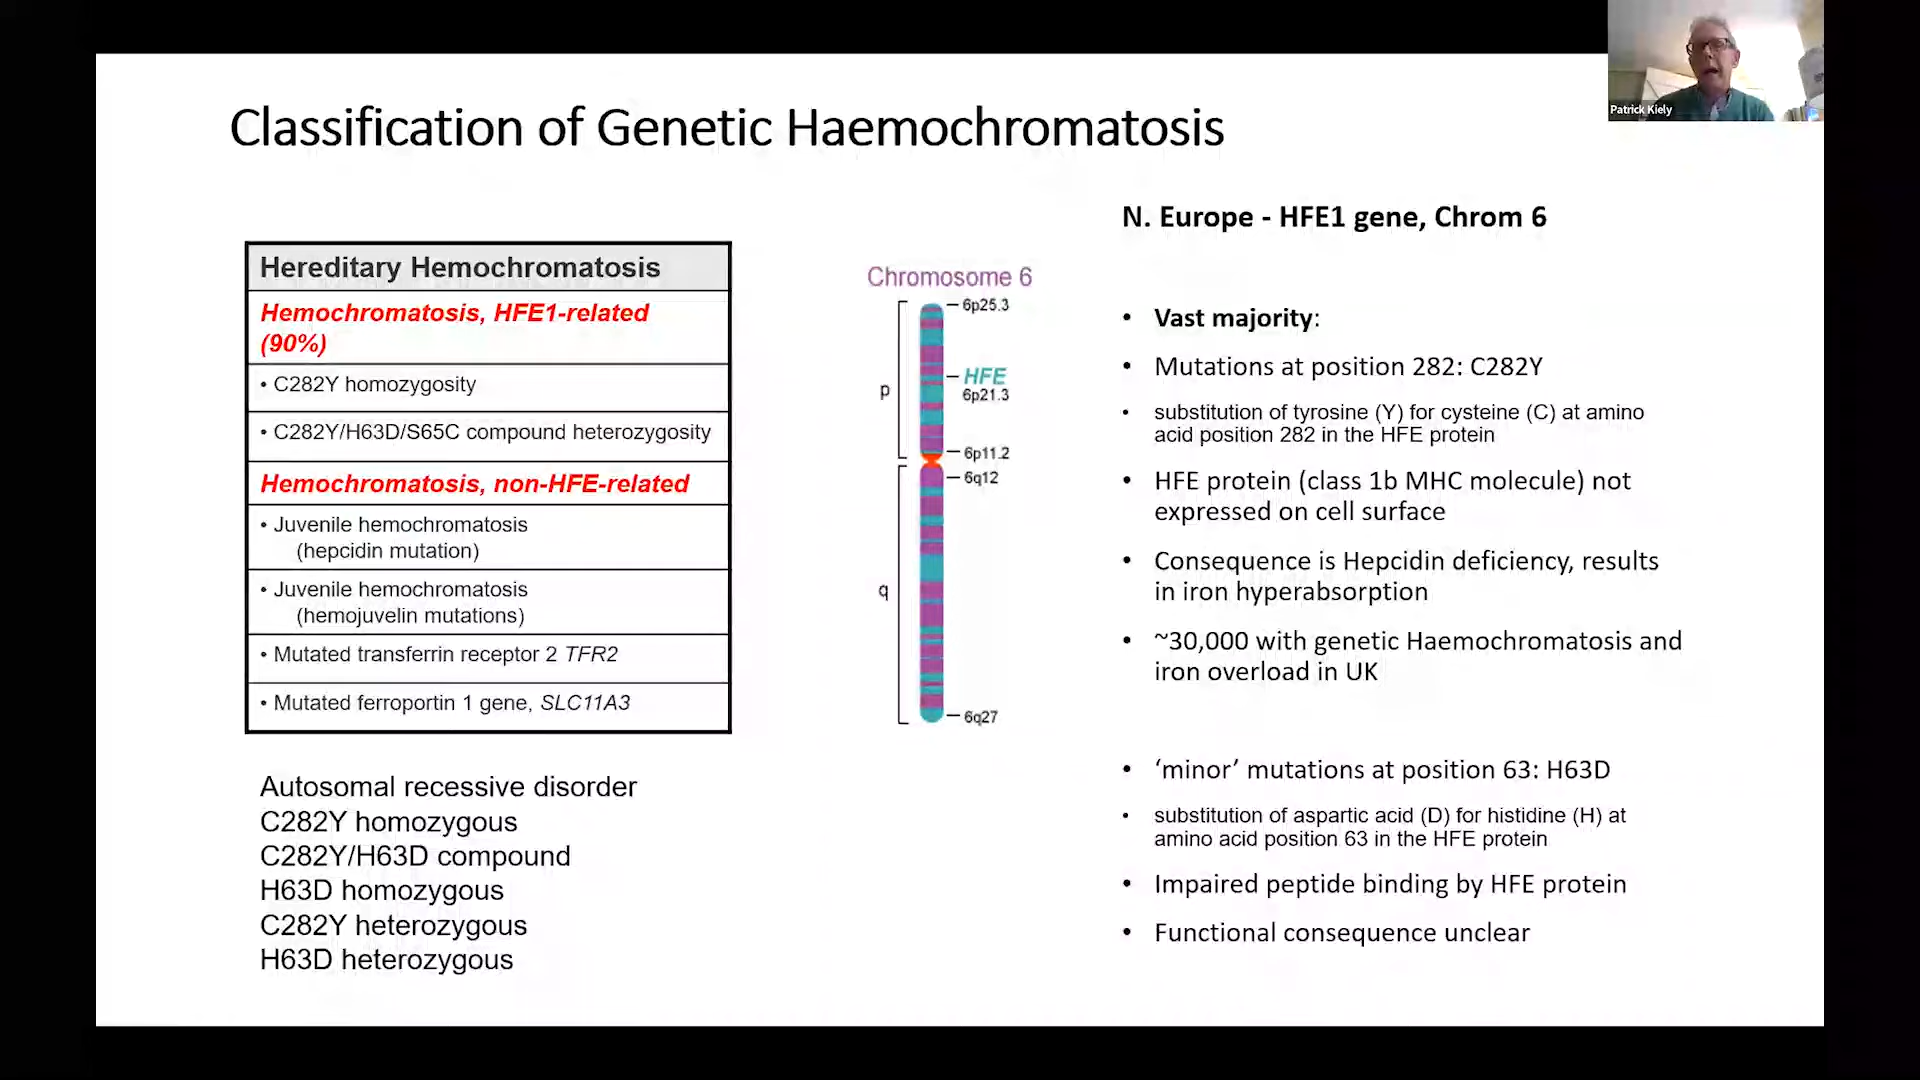 Patrick Kiely
Classification of Genetic Haemochromatosis
Hereditary Hemochromatosis
Hemochromatosis, HFE1-related
(90%)
• C282Y homozygosity
• C282Y/H63D/S65C compound heterozygosity
Hemochromatosis, non-HFE-related
• Juvenile hemochromatosis
(hepcidin mutation)
• Juvenile hemochromatosis
(hemojuvelin mutations)
• Mutated transferrin receptor 2 TFR2
• Mutated ferroportin 1 gene, SLC11A3
Autosomal recessive disorder
C282Y homozygous
C282Y/H63D compound
H63D homozygous
C282Y heterozygous
H63D heterozygous
Chromosome 6
6p25.3
HFE
6p21.3
p
6p11.2
6q12
q
6q27
N. Europe - HFE1 gene, Chrom 6
• Vast majority:
• Mutations at position 282: C282Y
• substitution of tyrosine (Y) for cysteine (C) at amino
acid position 282 in the HFE protein
• HFE protein (class 1b MHC molecule) not
expressed on cell surface
• Consequence is Hepcidin deficiency, results
in iron hyperabsorption
• ~30,000 with genetic Haemochromatosis and
iron overload in UK
• ‘minor’ mutations at position 63: H63D
• substitution of aspartic acid (D) for histidine (H) at
amino acid position 63 in the HFE protein
• Impaired peptide binding by HFE protein
• Functional consequence unclear